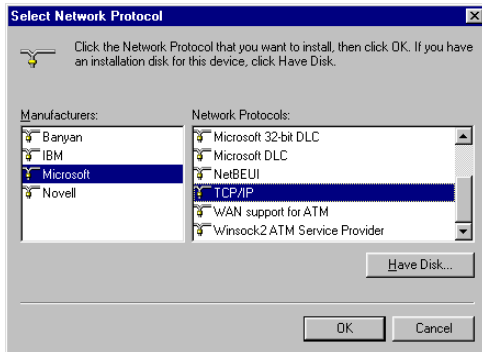 Select Network Protocol
Click the Network Protocol that you want to install, then click OK. If you have
an installation disk for this device, click Have Disk.
Manufacturers:
Banyan
IBM
Microsoft
Novell
Network Protocols:
Microsoft 32-bit DLC
Microsoft DLC
NetBEUI
TCP/IP
WAN support for ATM
Winsock2 ATM Service Provider
Have Disk...
OK
Cancel